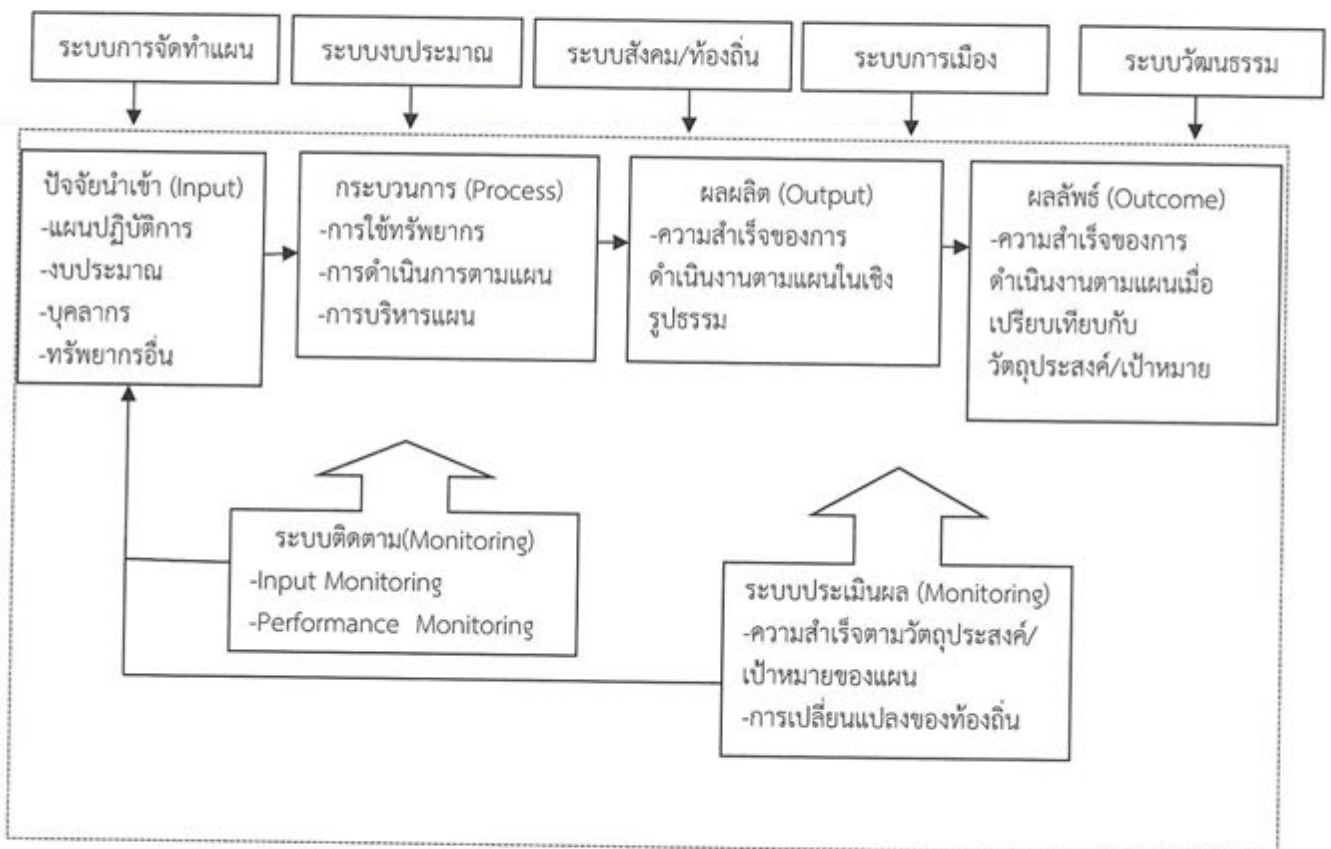 ระบบการจัดทำแผน
ระบบงบประมาณ
ระบบสังคม/ท้องถิ่น
ระบบการเมือง
ระบบวัฒนธรรม
ปัจจัยนำเข้า (Input)
-แผนปฏิบัติการ
-งบประมาณ
-บุคลากร
-ทรัพยากรอื่น
กระบวนการ (Process)
-การใช้ทรัพยากร
-การดำเนินการตามแผน
-การบริหารแผน
ผลผลิต (Output)
-ความสำเร็จของการ
ดำเนินงานตามแผนในเชิง
รูปธรรม
ผลลัพธ์ (Outcome)
-ความสำเร็จของการ
ดำเนินงานตามแผนเมื่อ
เปรียบเทียบกับ
วัตถุประสงค์/เป้าหมาย
ระบบติดตาม(Monitoring)
-Input Monitoring
-Performance Monitoring
ระบบประเมินผล (Monitoring)
-ความสำเร็จตามวัตถุประสงค์/
เป้าหมายของแผน
-การเปลี่ยนแปลงของท้องถิ่น